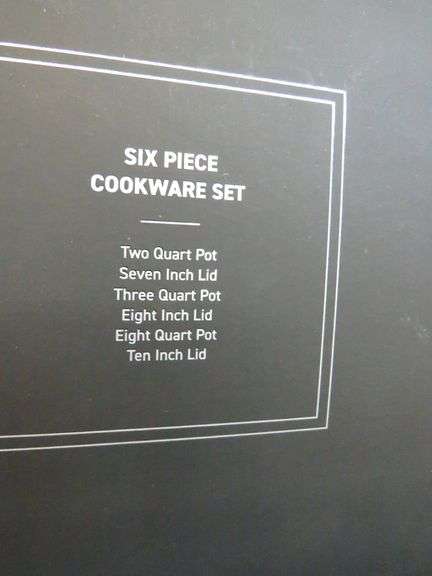 SIX PIECE
COOKWARE SET
Two Quart Pot
Seven Inch Lid
Three Quart Pot
Eight Inch Lid
Eight Quart Pot
Ten Inch Lid